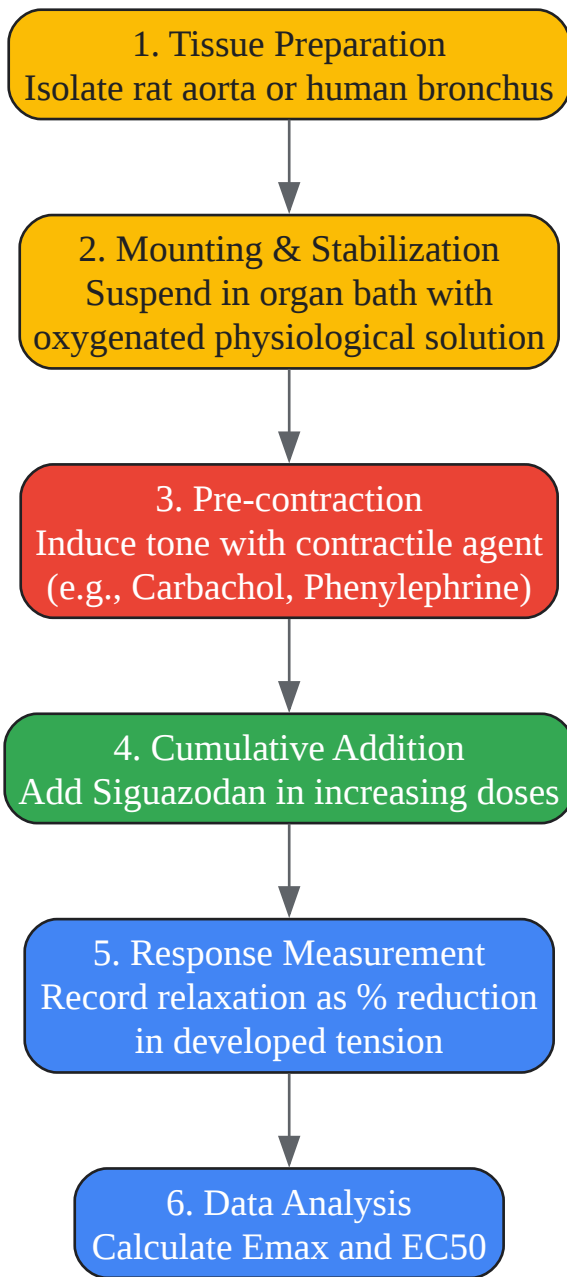 1. Tissue Preparation
Isolate rat aorta or human bronchus
2. Mounting & Stabilization
Suspend in organ bath with
oxygenated physiological solution
3. Pre-contraction
Induce tone with contractile agent
(e.g., Carbachol, Phenylephrine)
4. Cumulative Addition
Add Siguazodan in increasing doses
5. Response Measurement
Record relaxation as % reduction
in developed tension
6. Data Analysis
Calculate Emax and EC50